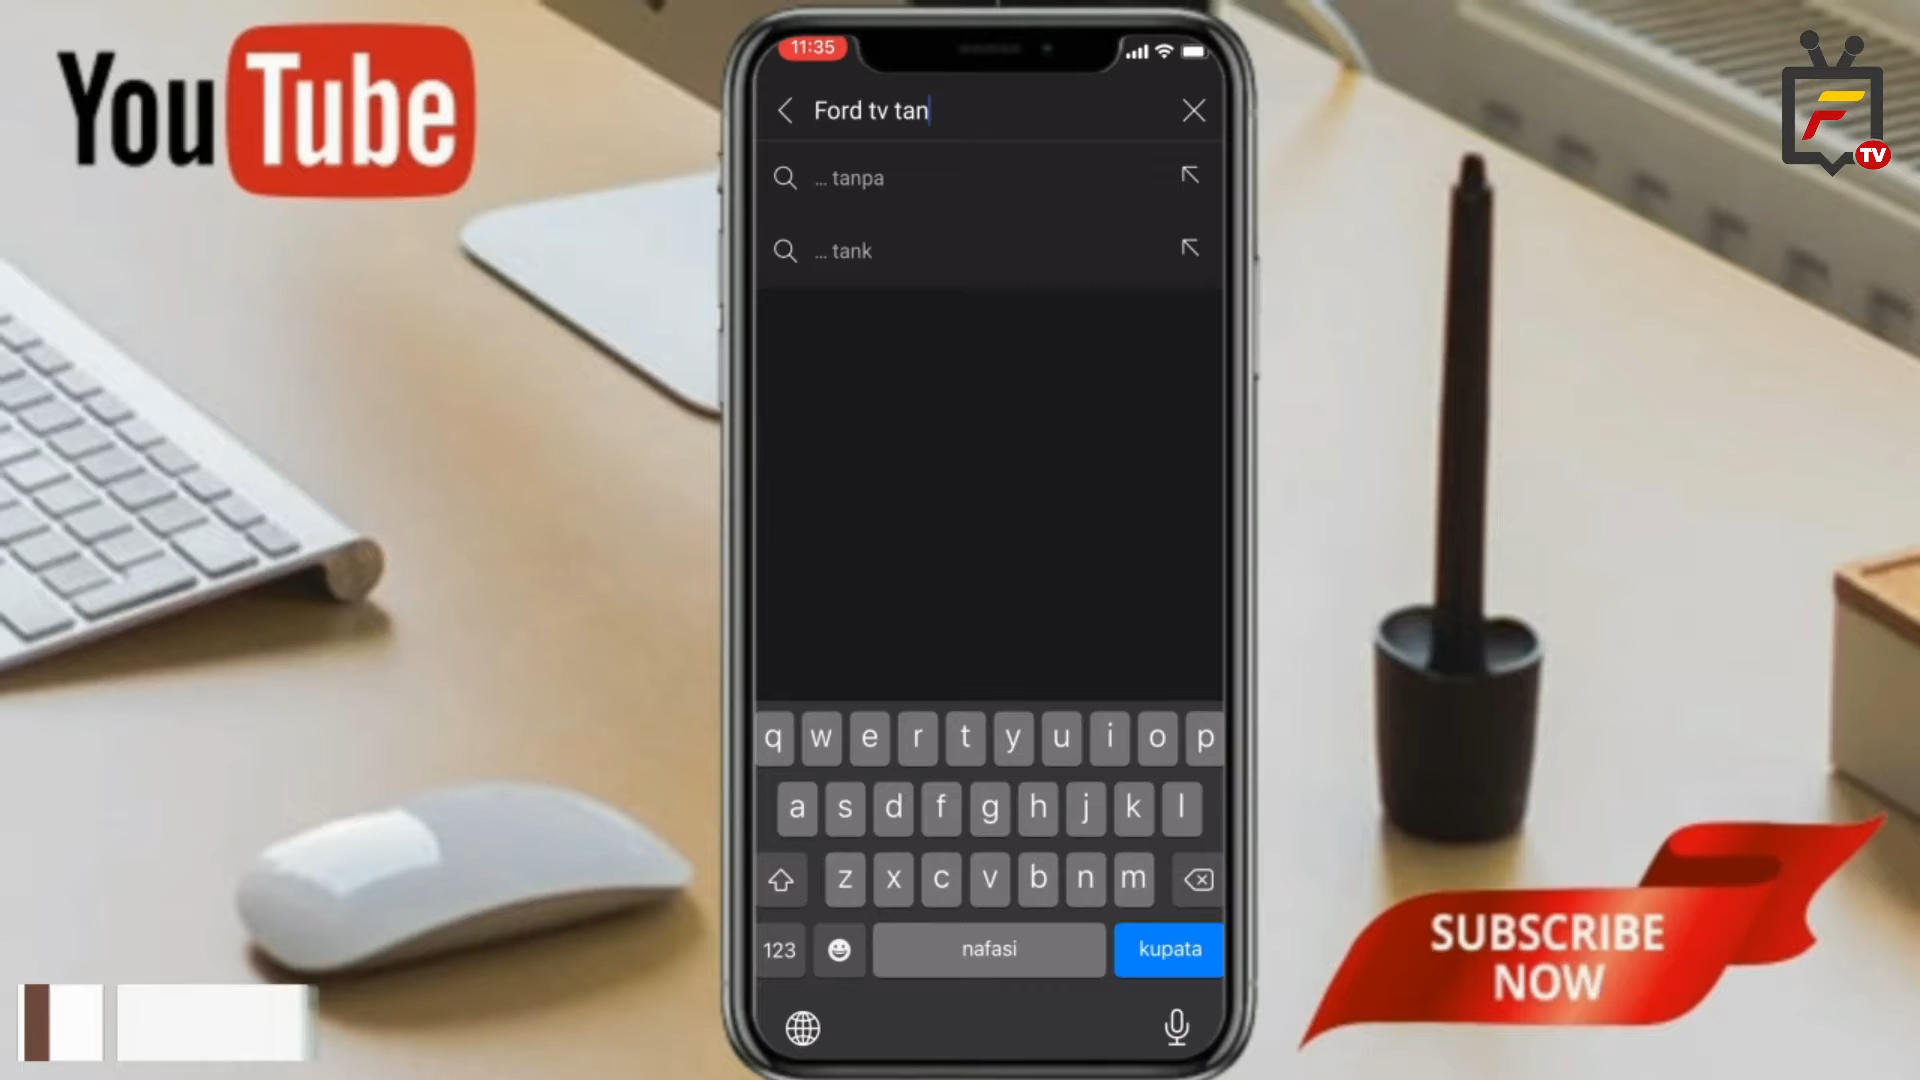 YouTube
11:35
Ford tv tan
... tanpa
... tank
q w e r t y u i o p
a s d f g h j k l
z x c v b n m
123
nafasi
kupata
F
TV
SUBSCRIBE
NOW